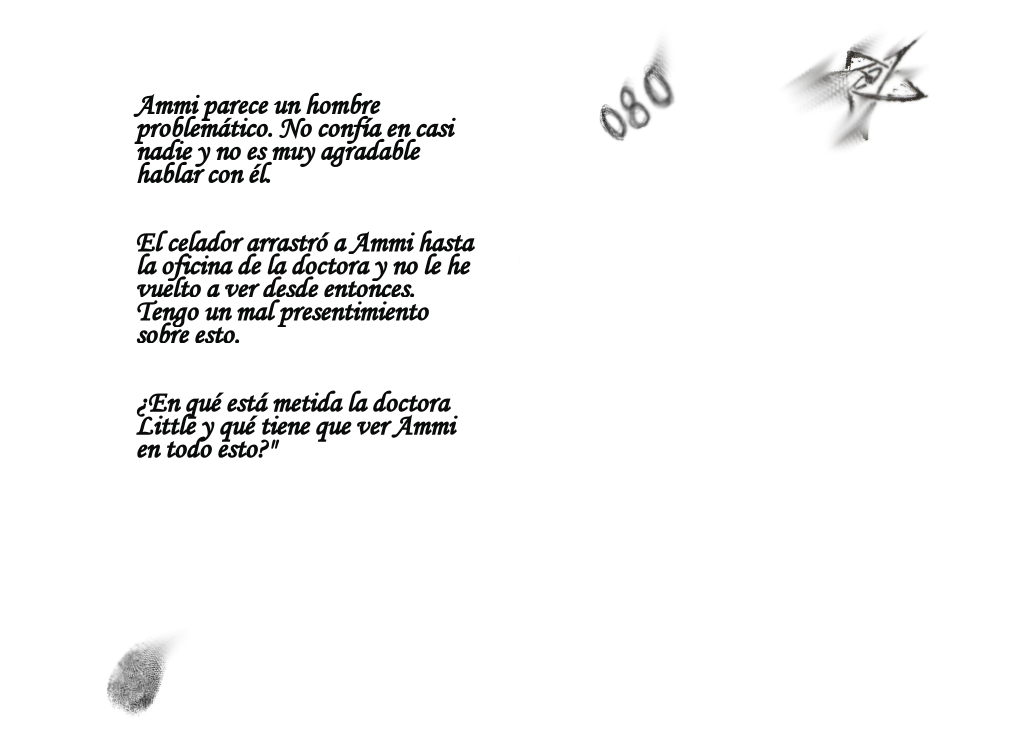 Ammi parece un hombre
problemático. No confía en casi
nadie y no es muy agradable
hablar con él.
El celador arrastró a Ammi hasta
la oficina de la doctora y no le he
vuelto a ver desde entonces.
Tengo un mal presentimiento
sobre esto.
¿En qué está metida la doctora
Little y qué tiene que ver Ammi
en todo esto?"
080